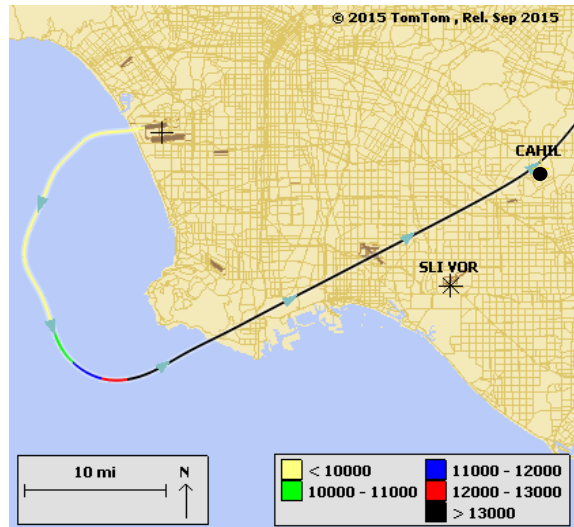 © 2015 TomTom , Rel. Sep 2015
CAHIL
SLI VOR
10 mi
N
< 10000
10000 - 11000
11000 - 12000
12000 - 13000
> 13000